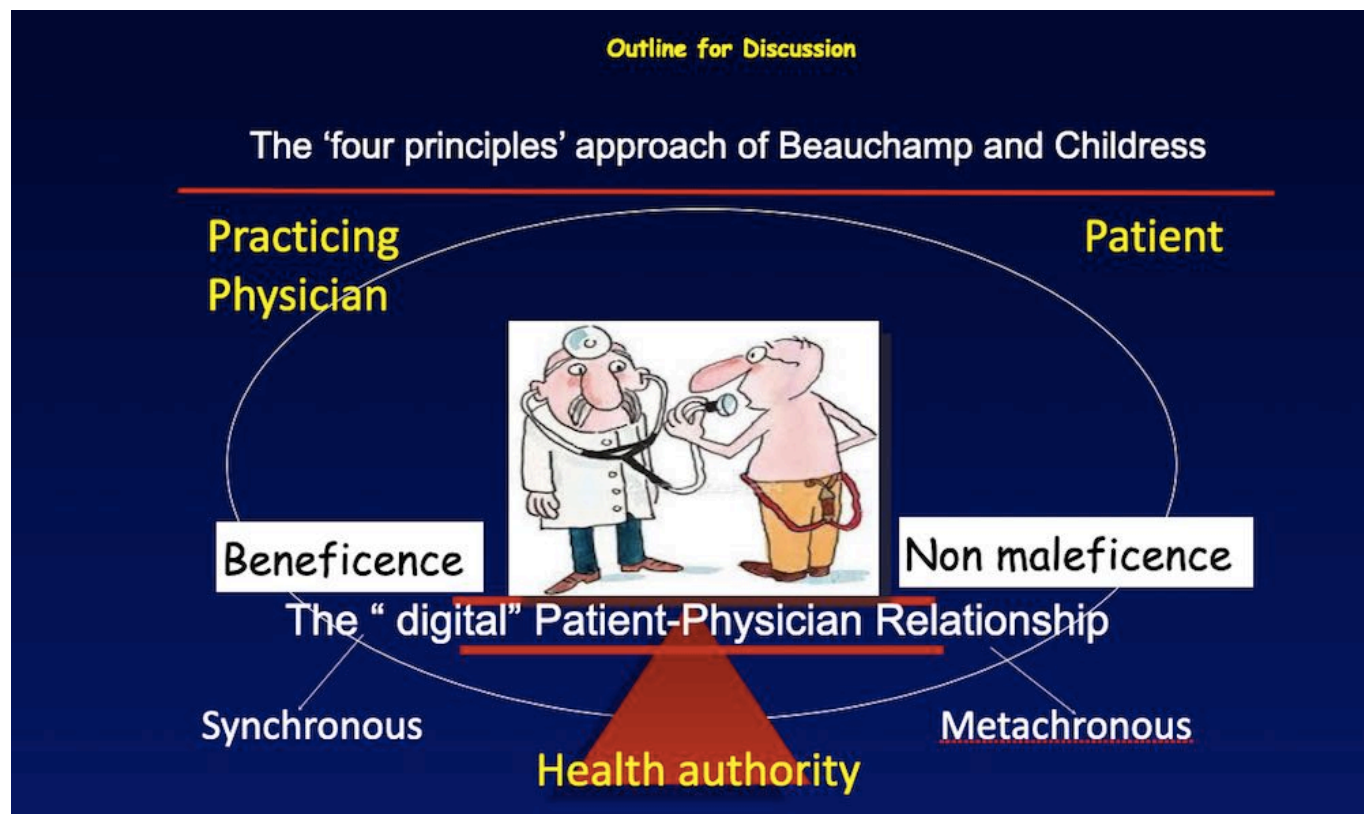 Outline for Discussion
The ‘four principles’ approach of Beauchamp and Childress
Practicing
Physician
Patient
Beneficence
Non maleficence
The “ digital” Patient-Physician Relationship
Synchronous
Metachronous
Health authority